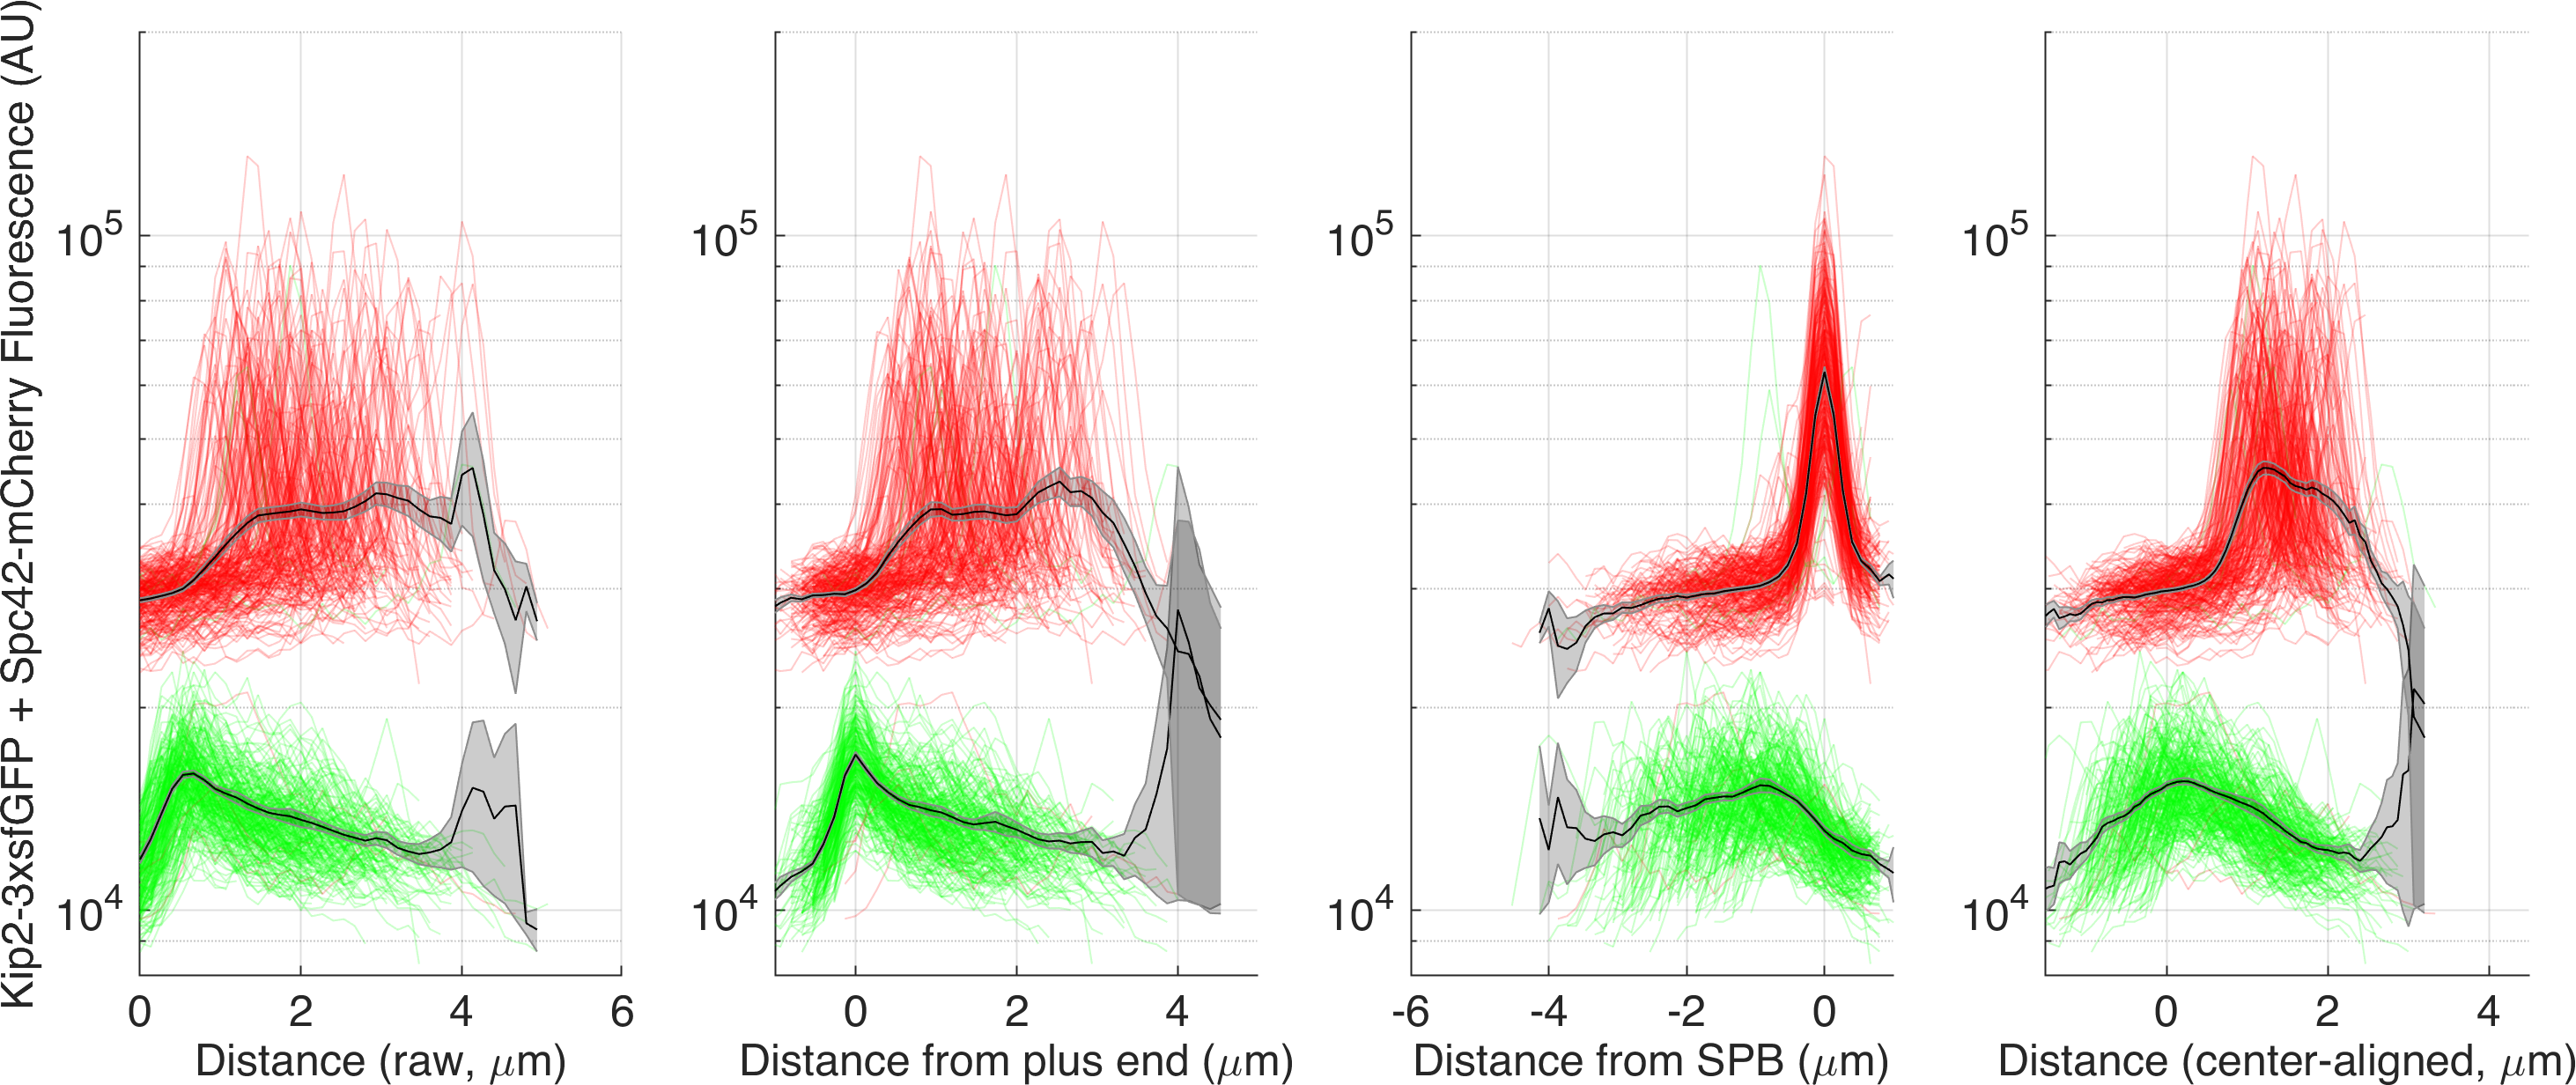 Kip2-3xsfGFP + Spc42-mCherry Fluorescence (AU)
10^5
10^4
0 2 4 6
Distance (raw, μm)
10^5
10^4
0 2 4
Distance from plus end (μm)
10^5
10^4
-6 -4 -2 0
Distance from SPB (μm)
10^5
10^4
0 2 4
Distance (center-aligned, μm)